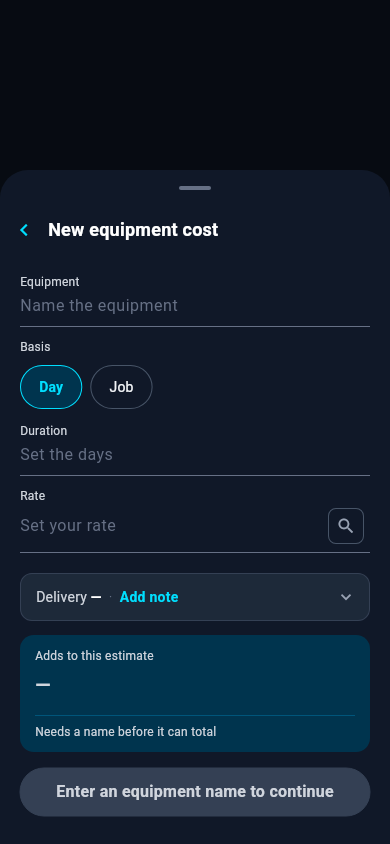 New equipment cost
Equipment
Name the equipment
Basis
Day Job
Duration
Set the days
Rate
Set your rate
Delivery — · Add note
Adds to this estimate
—
Needs a name before it can total
Enter an equipment name to continue